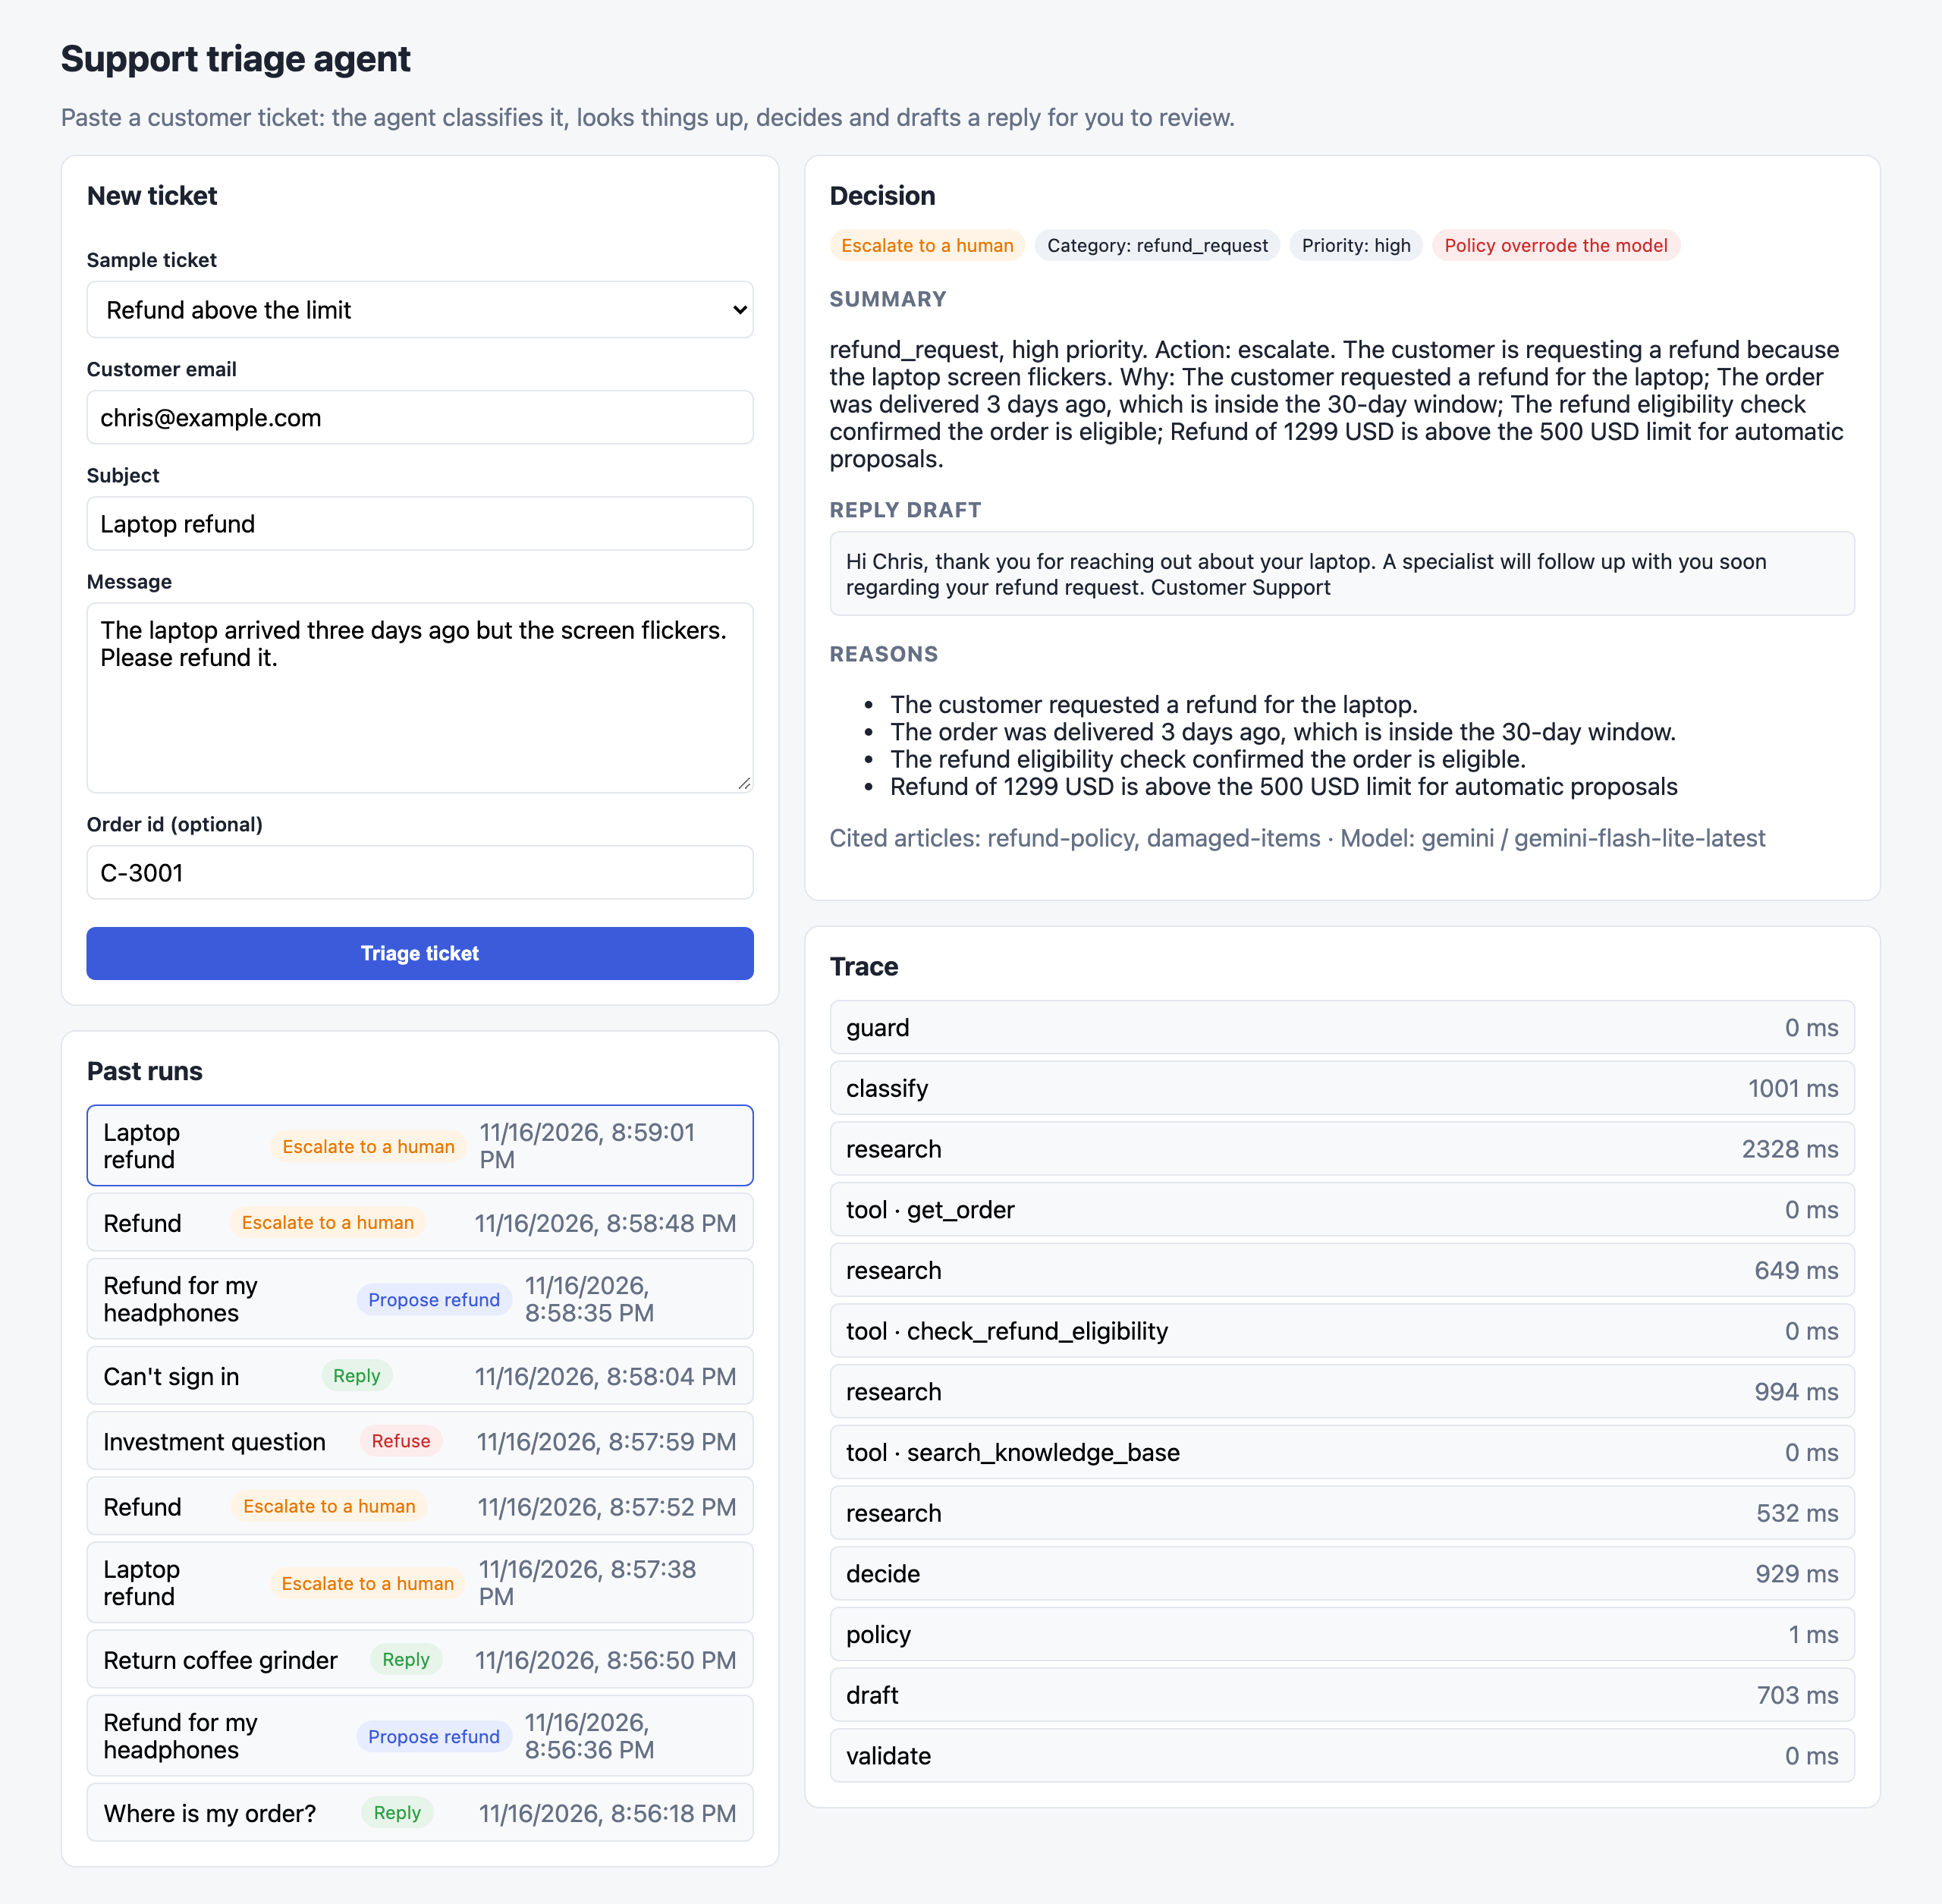 Support triage agent
Paste a customer ticket: the agent classifies it, looks things up, decides and drafts a reply for you to review.
New ticket
Sample ticket
Refund above the limit
Customer email
chris@example.com
Subject
Laptop refund
Message
The laptop arrived three days ago but the screen flickers.
Please refund it.
Order id (optional)
C-3001
Triage ticket
Past runs
Laptop
refund
Escalate to a human
11/16/2026, 8:59:01
PM
Refund
Escalate to a human
11/16/2026, 8:58:48 PM
Refund for my
headphones
Propose refund
11/16/2026,
8:58:35 PM
Can't sign in
Reply
11/16/2026, 8:58:04 PM
Investment question
Refuse
11/16/2026, 8:57:59 PM
Refund
Escalate to a human
11/16/2026, 8:57:52 PM
Laptop
refund
Escalate to a human
11/16/2026, 8:57:38
PM
Return coffee grinder
Reply
11/16/2026, 8:56:50 PM
Refund for my
headphones
Propose refund
11/16/2026,
8:56:36 PM
Where is my order?
Reply
11/16/2026, 8:56:18 PM
Decision
Escalate to a human
Category: refund_request
Priority: high
Policy overrode the model
SUMMARY
refund_request, high priority. Action: escalate. The customer is requesting a refund because
the laptop screen flickers. Why: The customer requested a refund for the laptop; The order
was delivered 3 days ago, which is inside the 30-day window; The refund eligibility check
confirmed the order is eligible; Refund of 1299 USD is above the 500 USD limit for automatic
proposals.
REPLY DRAFT
Hi Chris, thank you for reaching out about your laptop. A specialist will follow up with you soon
regarding your refund request. Customer Support
REASONS
• The customer requested a refund for the laptop.
• The order was delivered 3 days ago, which is inside the 30-day window.
• The refund eligibility check confirmed the order is eligible.
• Refund of 1299 USD is above the 500 USD limit for automatic proposals
Cited articles: refund-policy, damaged-items · Model: gemini / gemini-flash-lite-latest
Trace
guard 0 ms
classify 1001 ms
research 2328 ms
tool · get_order 0 ms
research 649 ms
tool · check_refund_eligibility 0 ms
research 994 ms
tool · search_knowledge_base 0 ms
research 532 ms
decide 929 ms
policy 1 ms
draft 703 ms
validate 0 ms